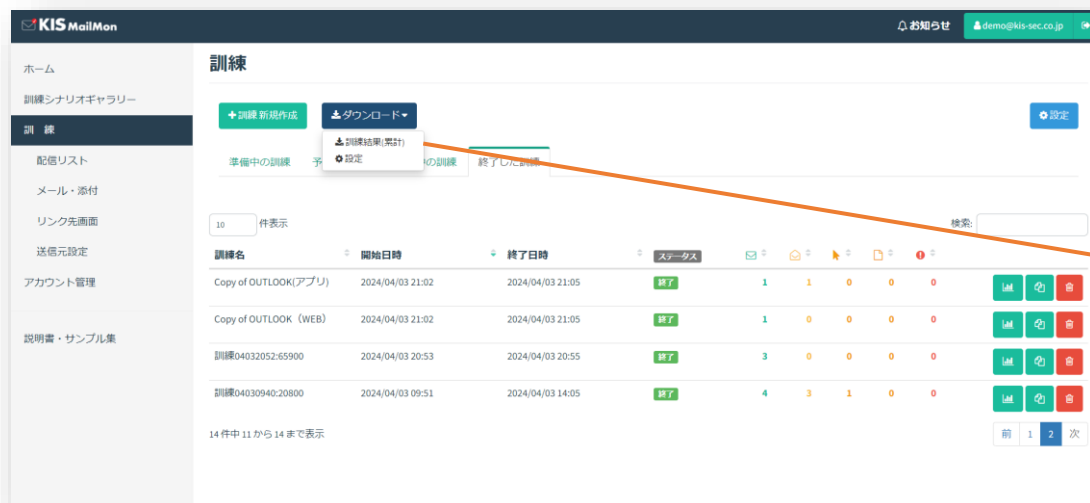 KIS MailMon
お知らせ demo@kis-sec.co.jp
ホーム
訓練シナリオギャラリー
訓 練
配信リスト
メール・添付
リンク先画面
送信元設定
アカウント管理
説明書・サンプル集
訓練
訓練 新規作成 ダウンロード 設定
訓練結果(累計)
設定
準備中の訓練 予 中の訓練 終了した訓練
10 件表示 検索:
訓練名 開始日時 終了日時 ステータス
Copy of OUTLOOK(アプリ) 2024/04/03 21:02 2024/04/03 21:05 終了 1 1 0 0 0
Copy of OUTLOOK（WEB） 2024/04/03 21:02 2024/04/03 21:05 終了 1 0 0 0 0
訓練04032052:65900 2024/04/03 20:53 2024/04/03 20:55 終了 3 0 0 0 0
訓練04030940:20800 2024/04/03 09:51 2024/04/03 14:05 終了 4 3 1 0 0
14 件中 11 から 14 まで表示 前 1 2 次